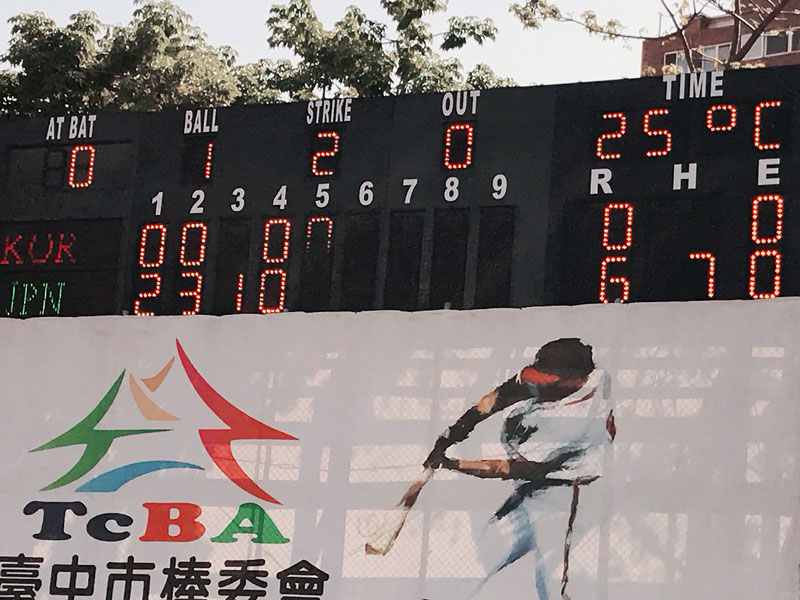 AT BAT BALL STRIKE OUT TIME
0 1 2 0 25°C
1 2 3 4 5 6 7 8 9 R H E
KOR 0 0 0 0 0
JPN 2 3 1 0 6 7 0
TCBA
臺中市棒委會